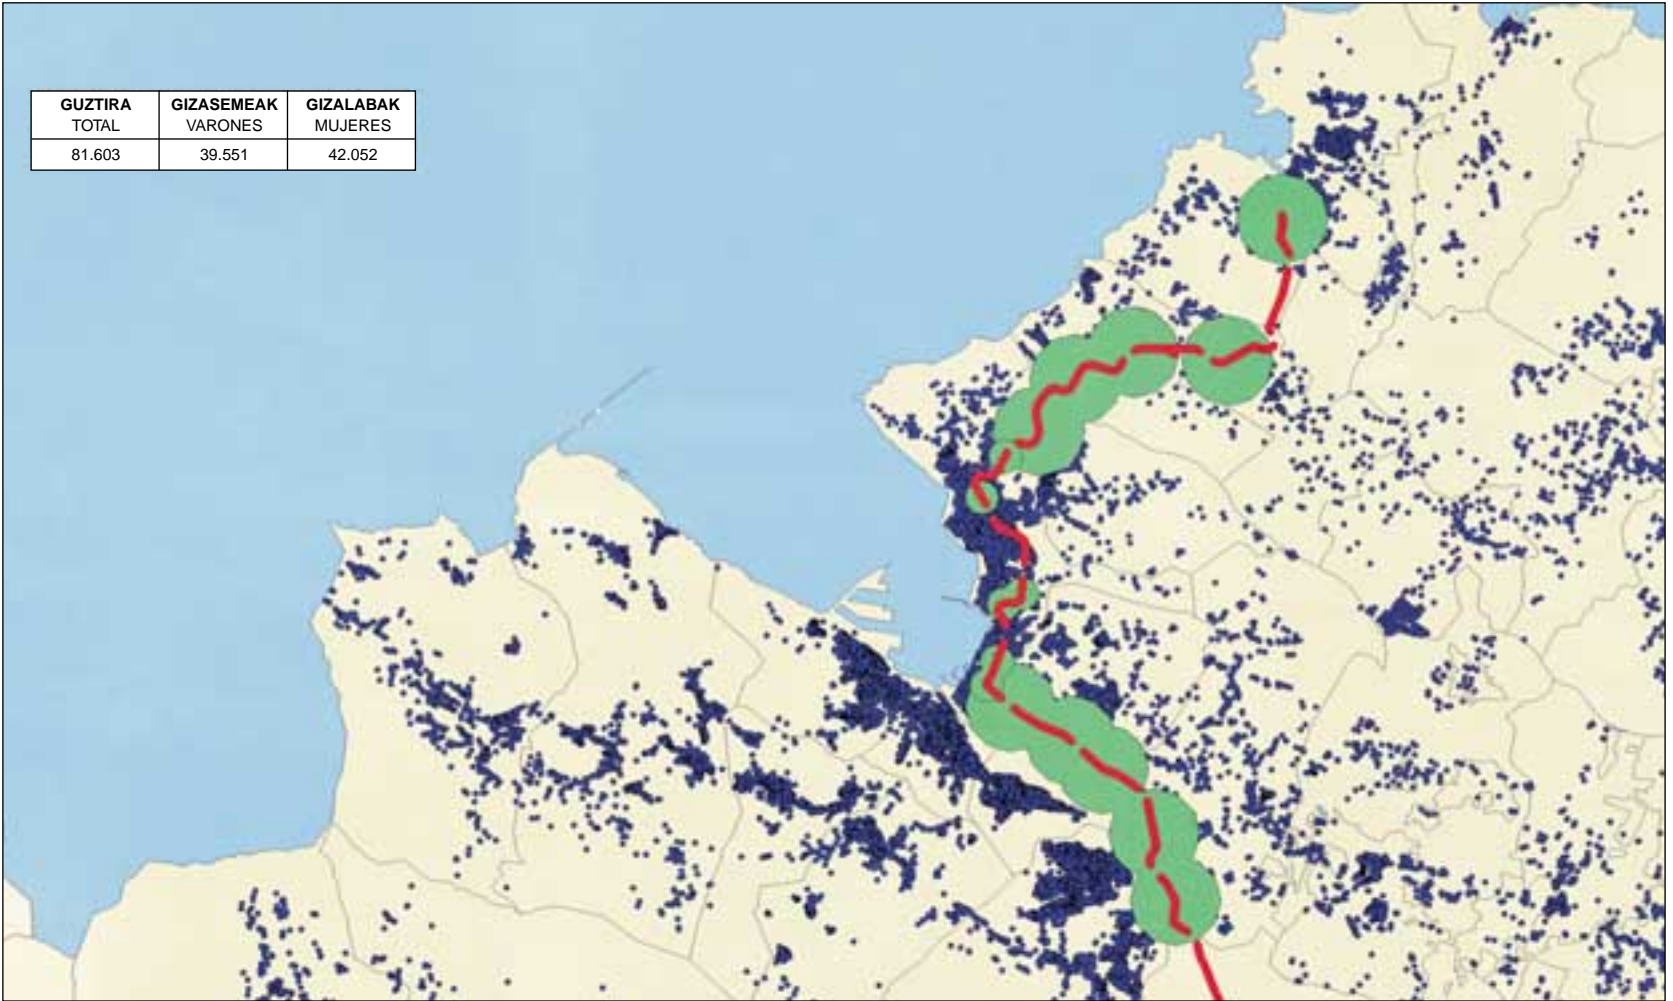 GUZTIRA GIZASEMEAK GIZALABAK
TOTAL VARONES MUJERES
81.603 39.551 42.052